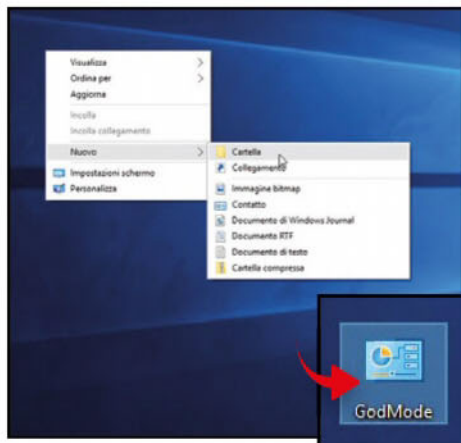 Visualizza
Ordina per
Aggiorna
Incolla
Incolla collegamento
Nuovo
Impostazioni schermo
Personalizza
Cartella
Collegamento
Immagine bitmap
Contatto
Documento di Windows Journal
Documento RTF
Documento di testo
Cartella compressa
GodMode